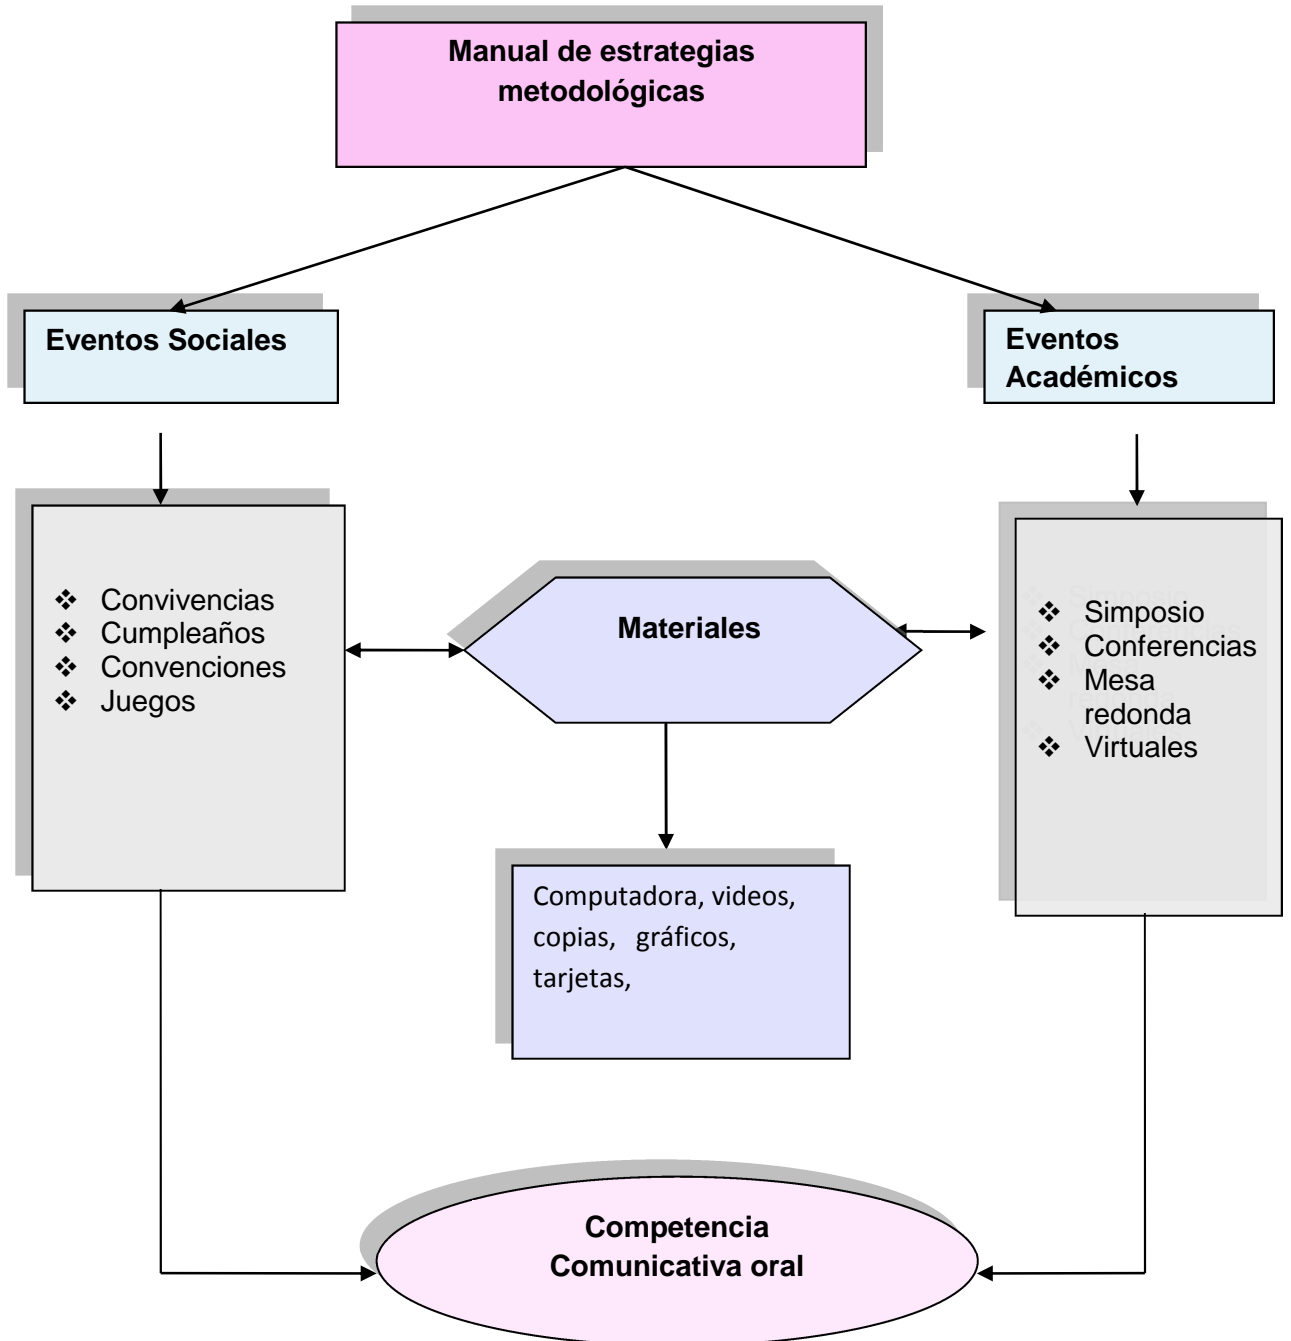 Manual de estrategias
metodológicas
Eventos Sociales
Eventos
Académicos
❖ Convivencias
❖ Cumpleaños
❖ Convenciones
❖ Juegos
Materiales
❖ Simposio
❖ Conferencias
❖ Mesa
redonda
❖ Virtuales
Computadora, videos,
copias, gráficos,
tarjetas,
Competencia
Comunicativa oral